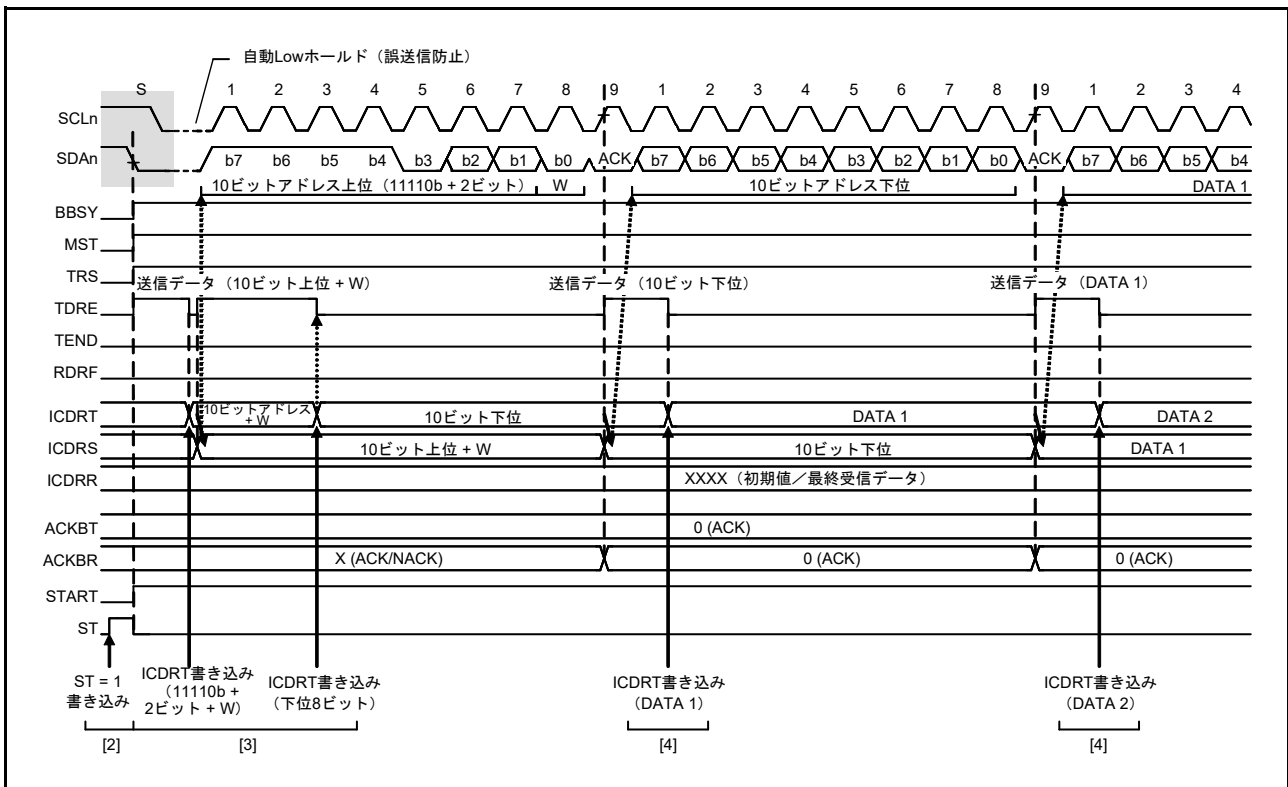 自動Lowホールド（誤送信防止）
S 1 2 3 4 5 6 7 8 9 1 2 3 4 5 6 7 8 9 1 2 3 4
SCLn
SDAn b7 b6 b5 b4 b3 b2 b1 b0 ACK b7 b6 b5 b4 b3 b2 b1 b0 ACK b7 b6 b5 b4
10ビットアドレス上位（11110b + 2ビット） W 10ビットアドレス下位 DATA 1
BBSY
MST
TRS
送信データ（10ビット上位 + W） 送信データ（10ビット下位） 送信データ（DATA 1）
TDRE
TEND
RDRF
ICDRT 10ビットアドレス + W 10ビット下位 DATA 1 DATA 2
ICDRS 10ビット上位 + W 10ビット下位 DATA 1
ICDRR XXXX（初期値／最終受信データ）
ACKBT 0 (ACK)
ACKBR X (ACK/NACK) 0 (ACK) 0 (ACK)
START
ST
ST = 1
書き込み
ICDRT書き込み
（11110b +
2ビット + W）
ICDRT書き込み
（下位8ビット）
ICDRT書き込み
（DATA 1）
ICDRT書き込み
（DATA 2）
[2] [3] [4] [4]